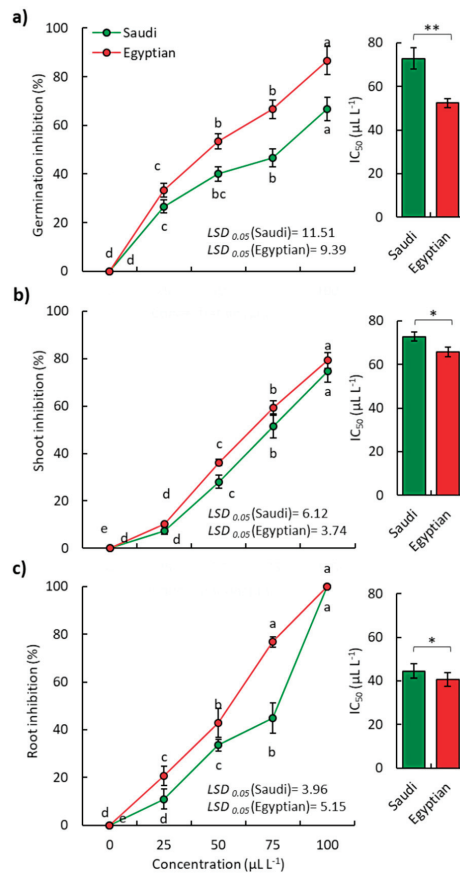 a)
Saudi
Egyptian
Germination inhibition (%)
100
80
60
40
20
0
d
d
c
c
b
bc
b
b
a
a
LSD 0.05(Saudi)= 11.51
LSD 0.05(Egyptian)= 9.39
IC50 (µL L-1)
80
60
40
20
0
**
Saudi
Egyptian
b)
Shoot inhibition (%)
100
80
60
40
20
0
e
d
d
d
c
c
b
b
a
a
LSD 0.05(Saudi)= 6.12
LSD 0.05(Egyptian)= 3.74
IC50 (µL L-1)
80
60
40
20
0
*
Saudi
Egyptian
c)
Root inhibition (%)
100
80
60
40
20
0
d
e
c
d
b
c
a
b
a
LSD 0.05(Saudi)= 3.96
LSD 0.05(Egyptian)= 5.15
0 25 50 75 100
Concentration (µL L-1)
IC50 (µL L-1)
80
60
40
20
0
*
Saudi
Egyptian